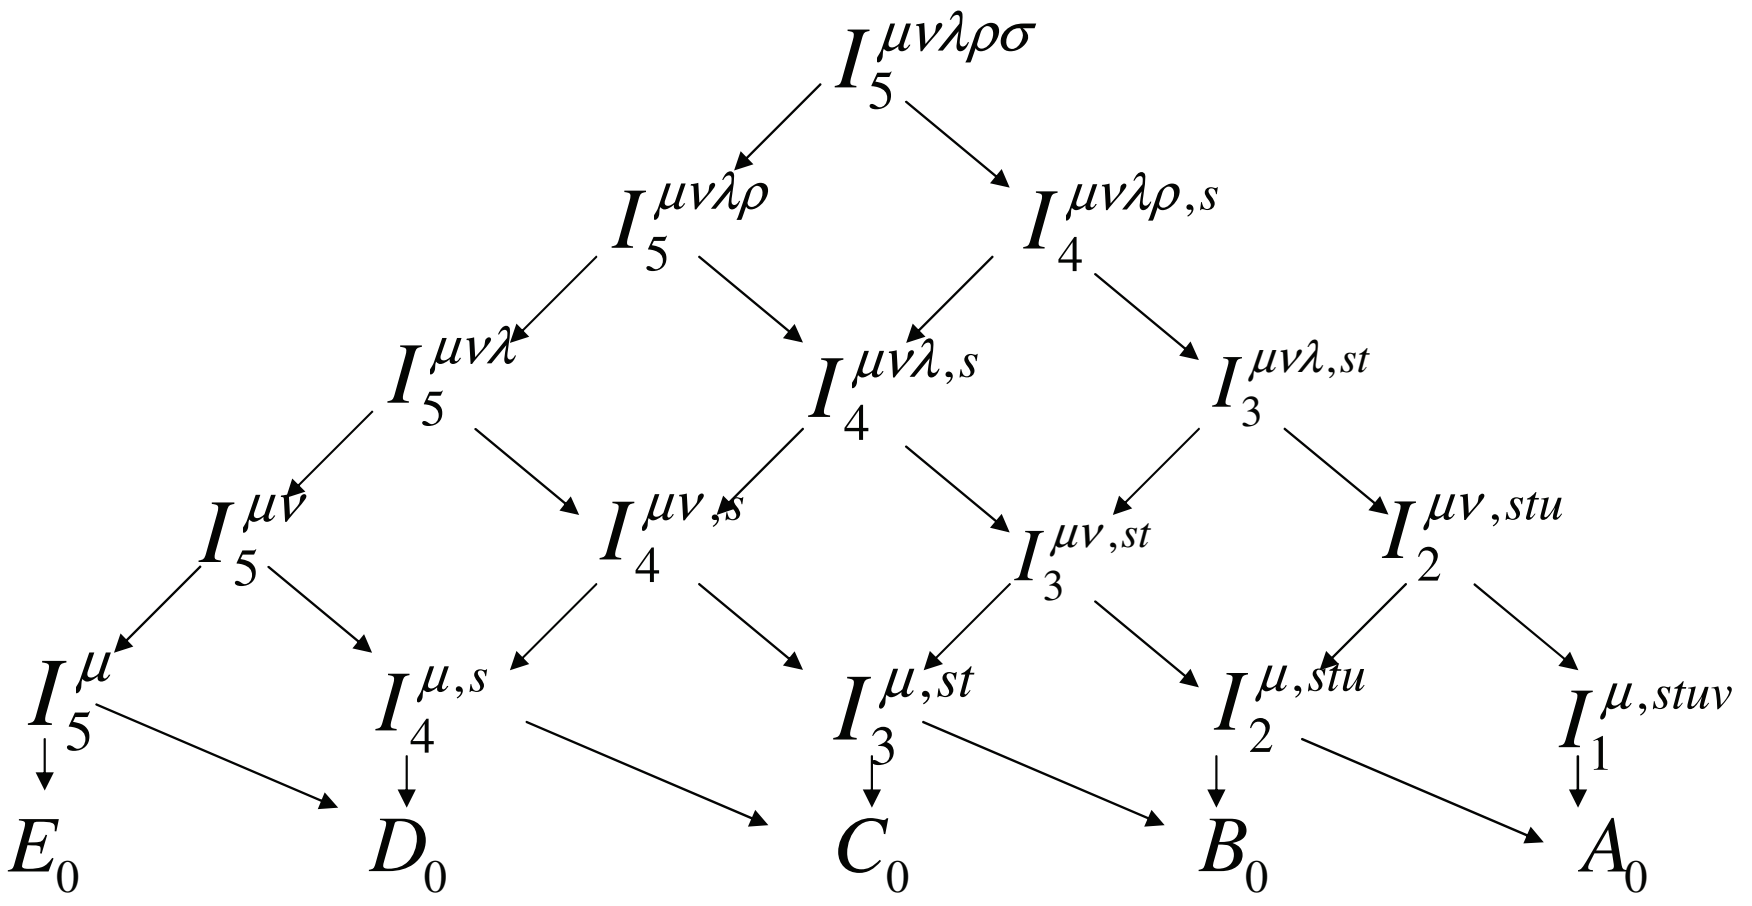 I_5^{μνλρσ}
I_5^{μνλρ} I_4^{μνλρ,s}
I_5^{μνλ} I_4^{μνλ,s} I_3^{μνλ,st}
I_5^{μν} I_4^{μν,s} I_3^{μν,st} I_2^{μν,stu}
I_5^{μ} I_4^{μ,s} I_3^{μ,st} I_2^{μ,stu} I_1^{μ,stuv}
E_0 D_0 C_0 B_0 A_0